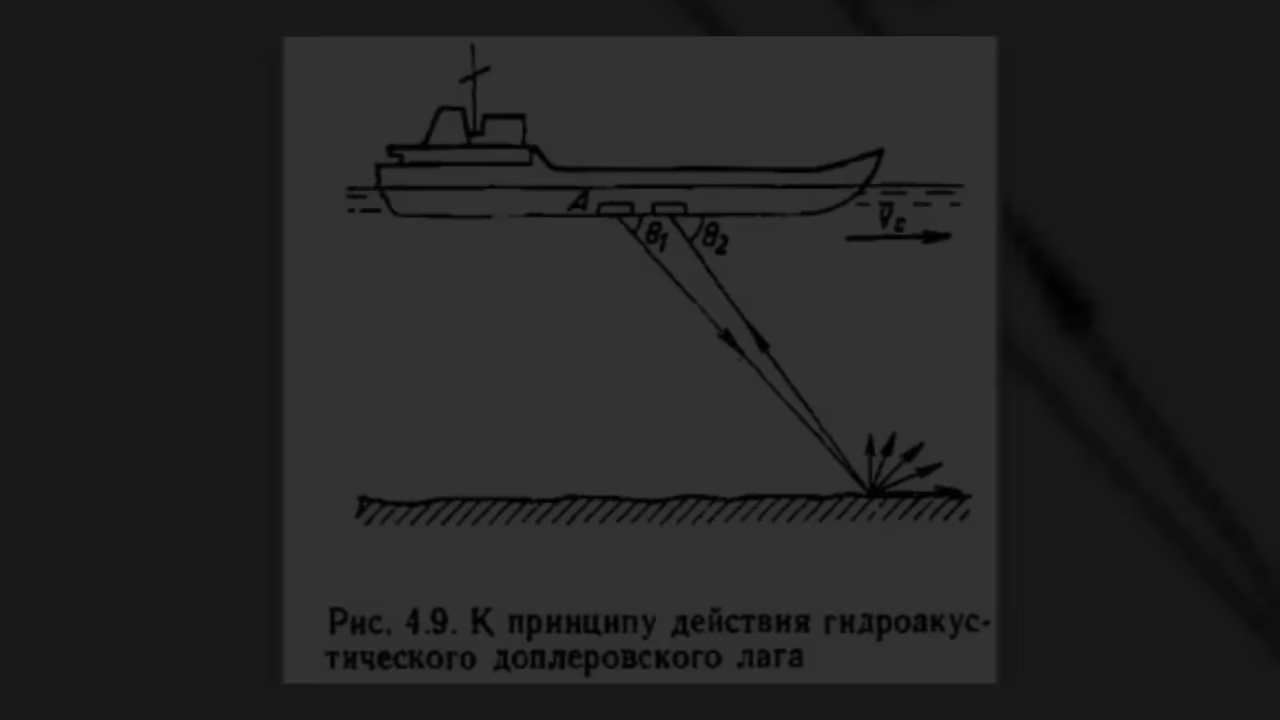 A
θ₁ θ₂
V̄c
Рис. 4.9. К принципу действия гидроакус-
тического доплеровского лага